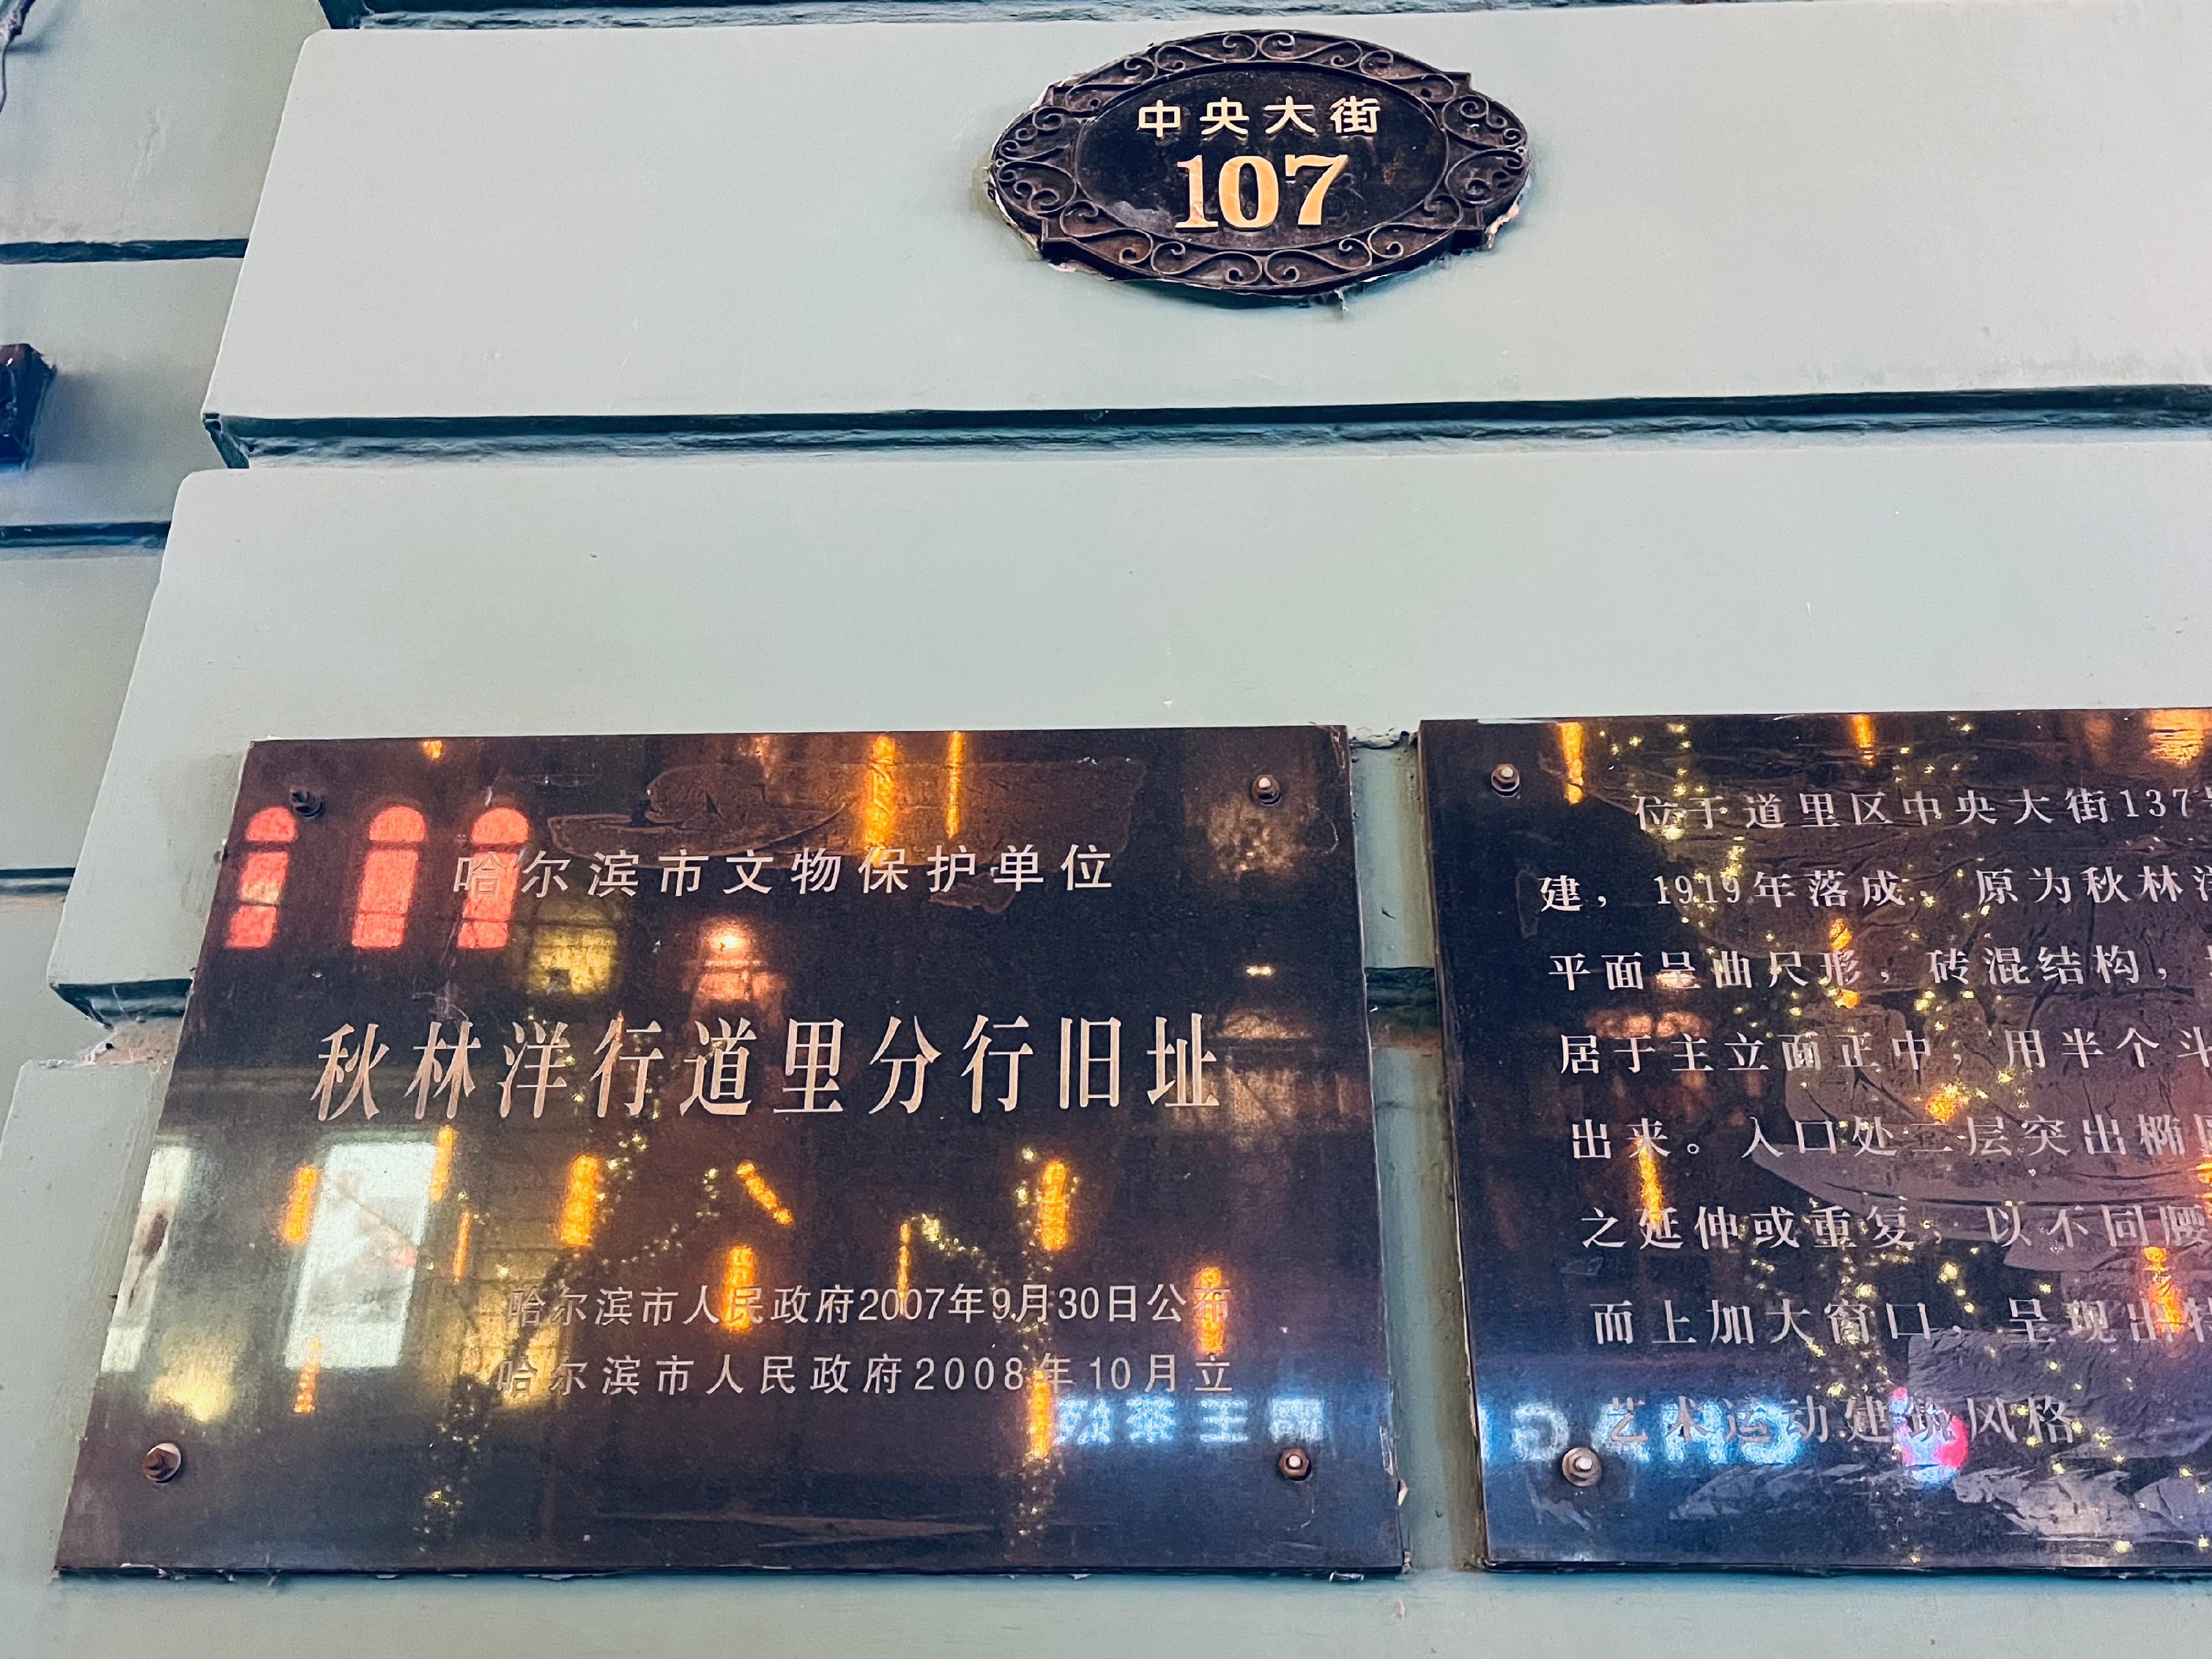 中央大街
107
哈尔滨市文物保护单位
秋林洋行道里分行旧址
哈尔滨市人民政府2007年9月30日公布
哈尔滨市人民政府2008年10月立
位于道里区中央大街137
建，1919年落成，原为秋林
平面呈曲尺形，砖混结构，
居于主立面正中，用半个
出来。入口处二层突出椭
之延伸或重复，以不同腰
而上加大窗口，呈现出
艺术运动建筑风格